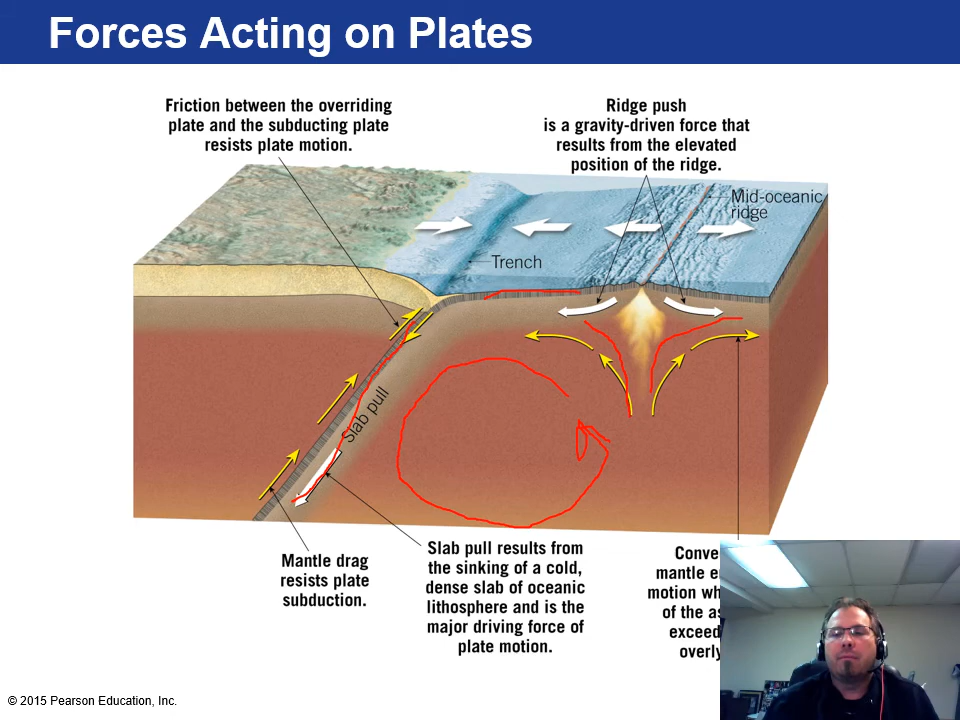 Forces Acting on Plates
Friction between the overriding
plate and the subducting plate
resists plate motion.
Ridge push
is a gravity-driven force that
results from the elevated
position of the ridge.
Mid-oceanic
ridge
Trench
Slab pull
Mantle drag
resists plate
subduction.
Slab pull results from
the sinking of a cold,
dense slab of oceanic
lithosphere and is the
major driving force of
plate motion.
mantle
motion
of the
© 2015 Pearson Education, Inc.